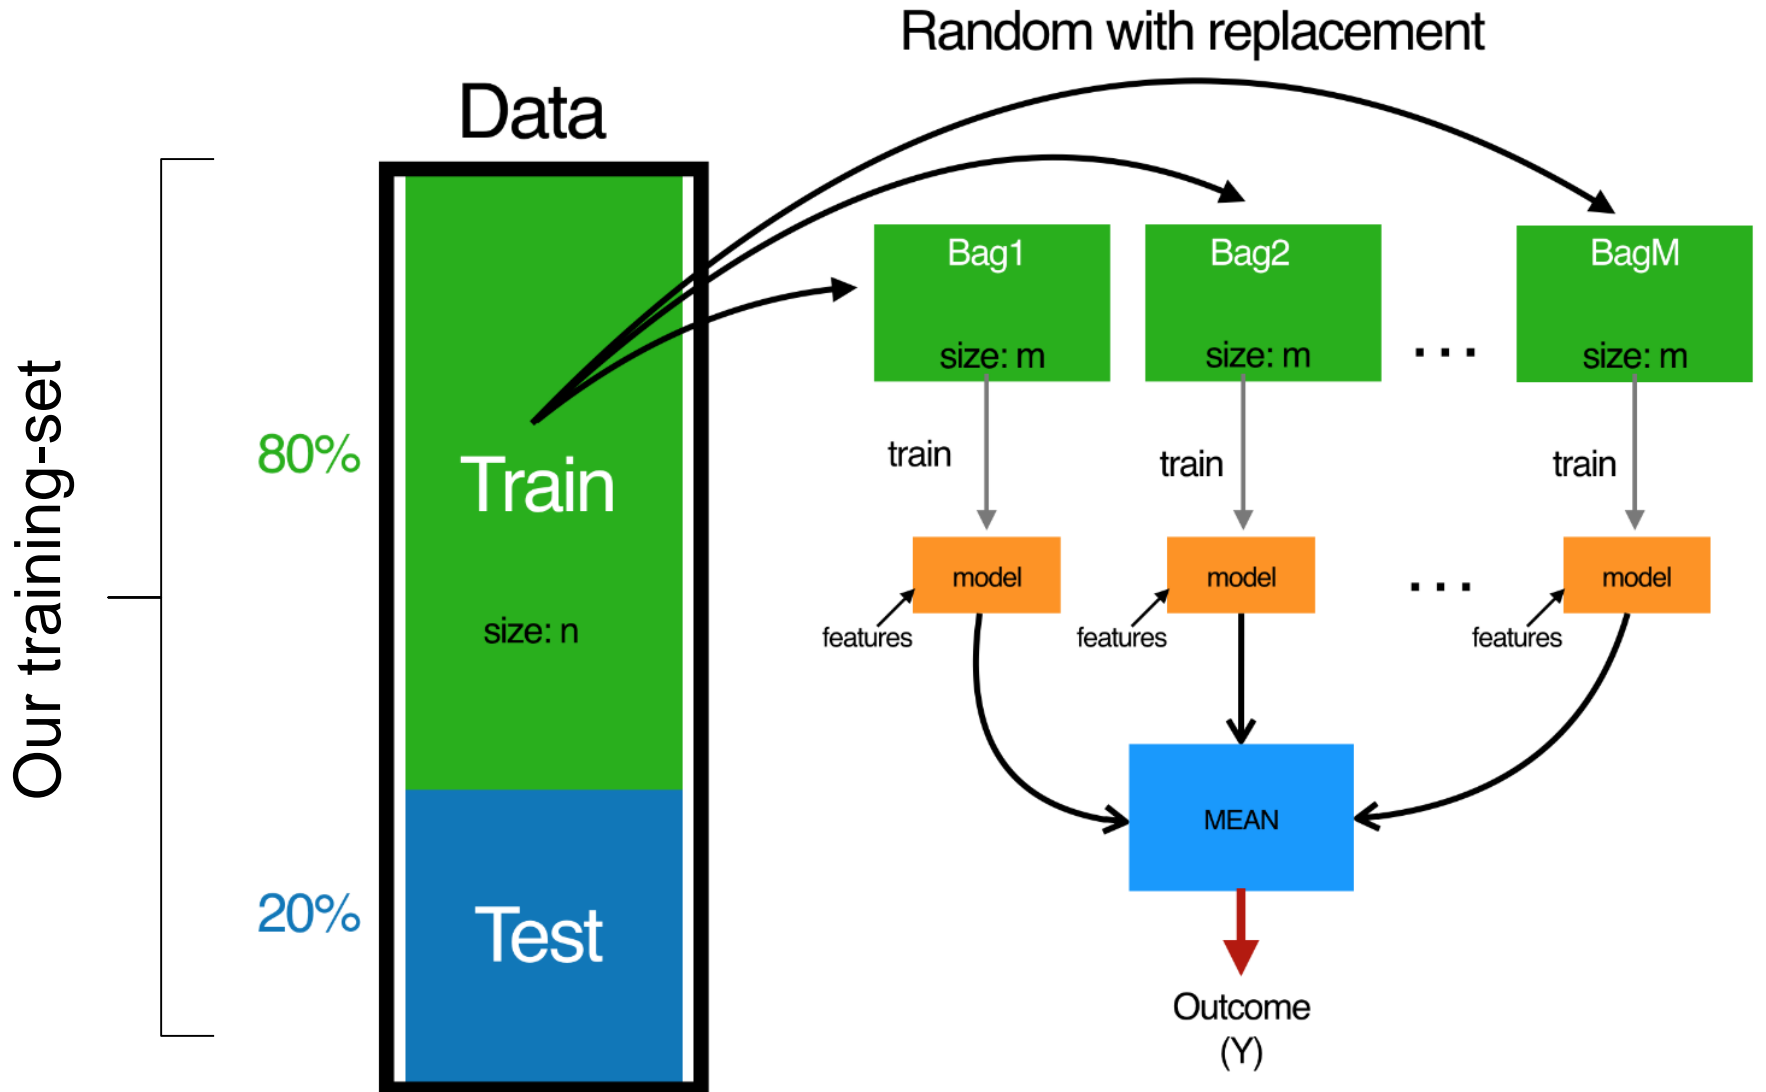 Random with replacement
Data
Our training-set
80%
Train
size: n
20%
Test
Bag1
size: m
Bag2
size: m
...
BagM
size: m
train
train
train
model
model
...
model
features
features
features
MEAN
Outcome
(Y)